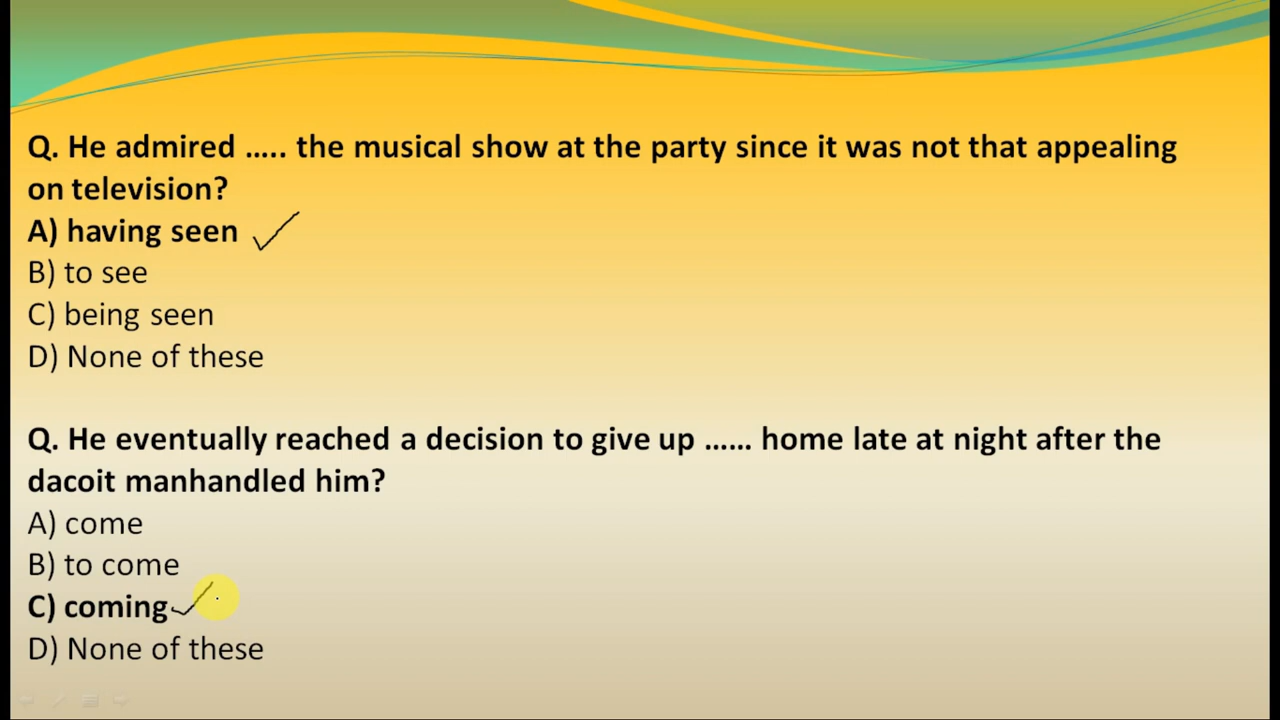 Q. He admired ..... the musical show at the party since it was not that appealing
on television?
A) having seen
B) to see
C) being seen
D) None of these
Q. He eventually reached a decision to give up ...... home late at night after the
dacoit manhandled him?
A) come
B) to come
C) coming
D) None of these